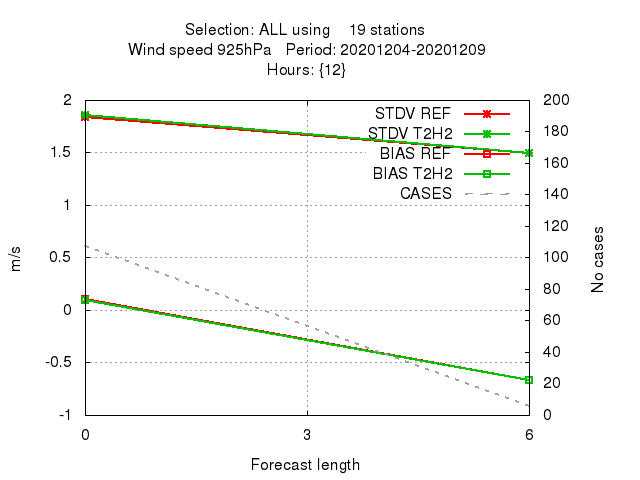 Selection: ALL using 19 stations
Wind speed 925hPa Period: 20201204-20201209
Hours: {12}
2 200
STDV REF
180
STDV T2H2
1.5 160
BIAS REF
BIAS T2H2
140
CASES
1 120
0.5 100
80
0 60
-0.5 40
20
-1 0
m/s
No cases
0 3 6
Forecast length